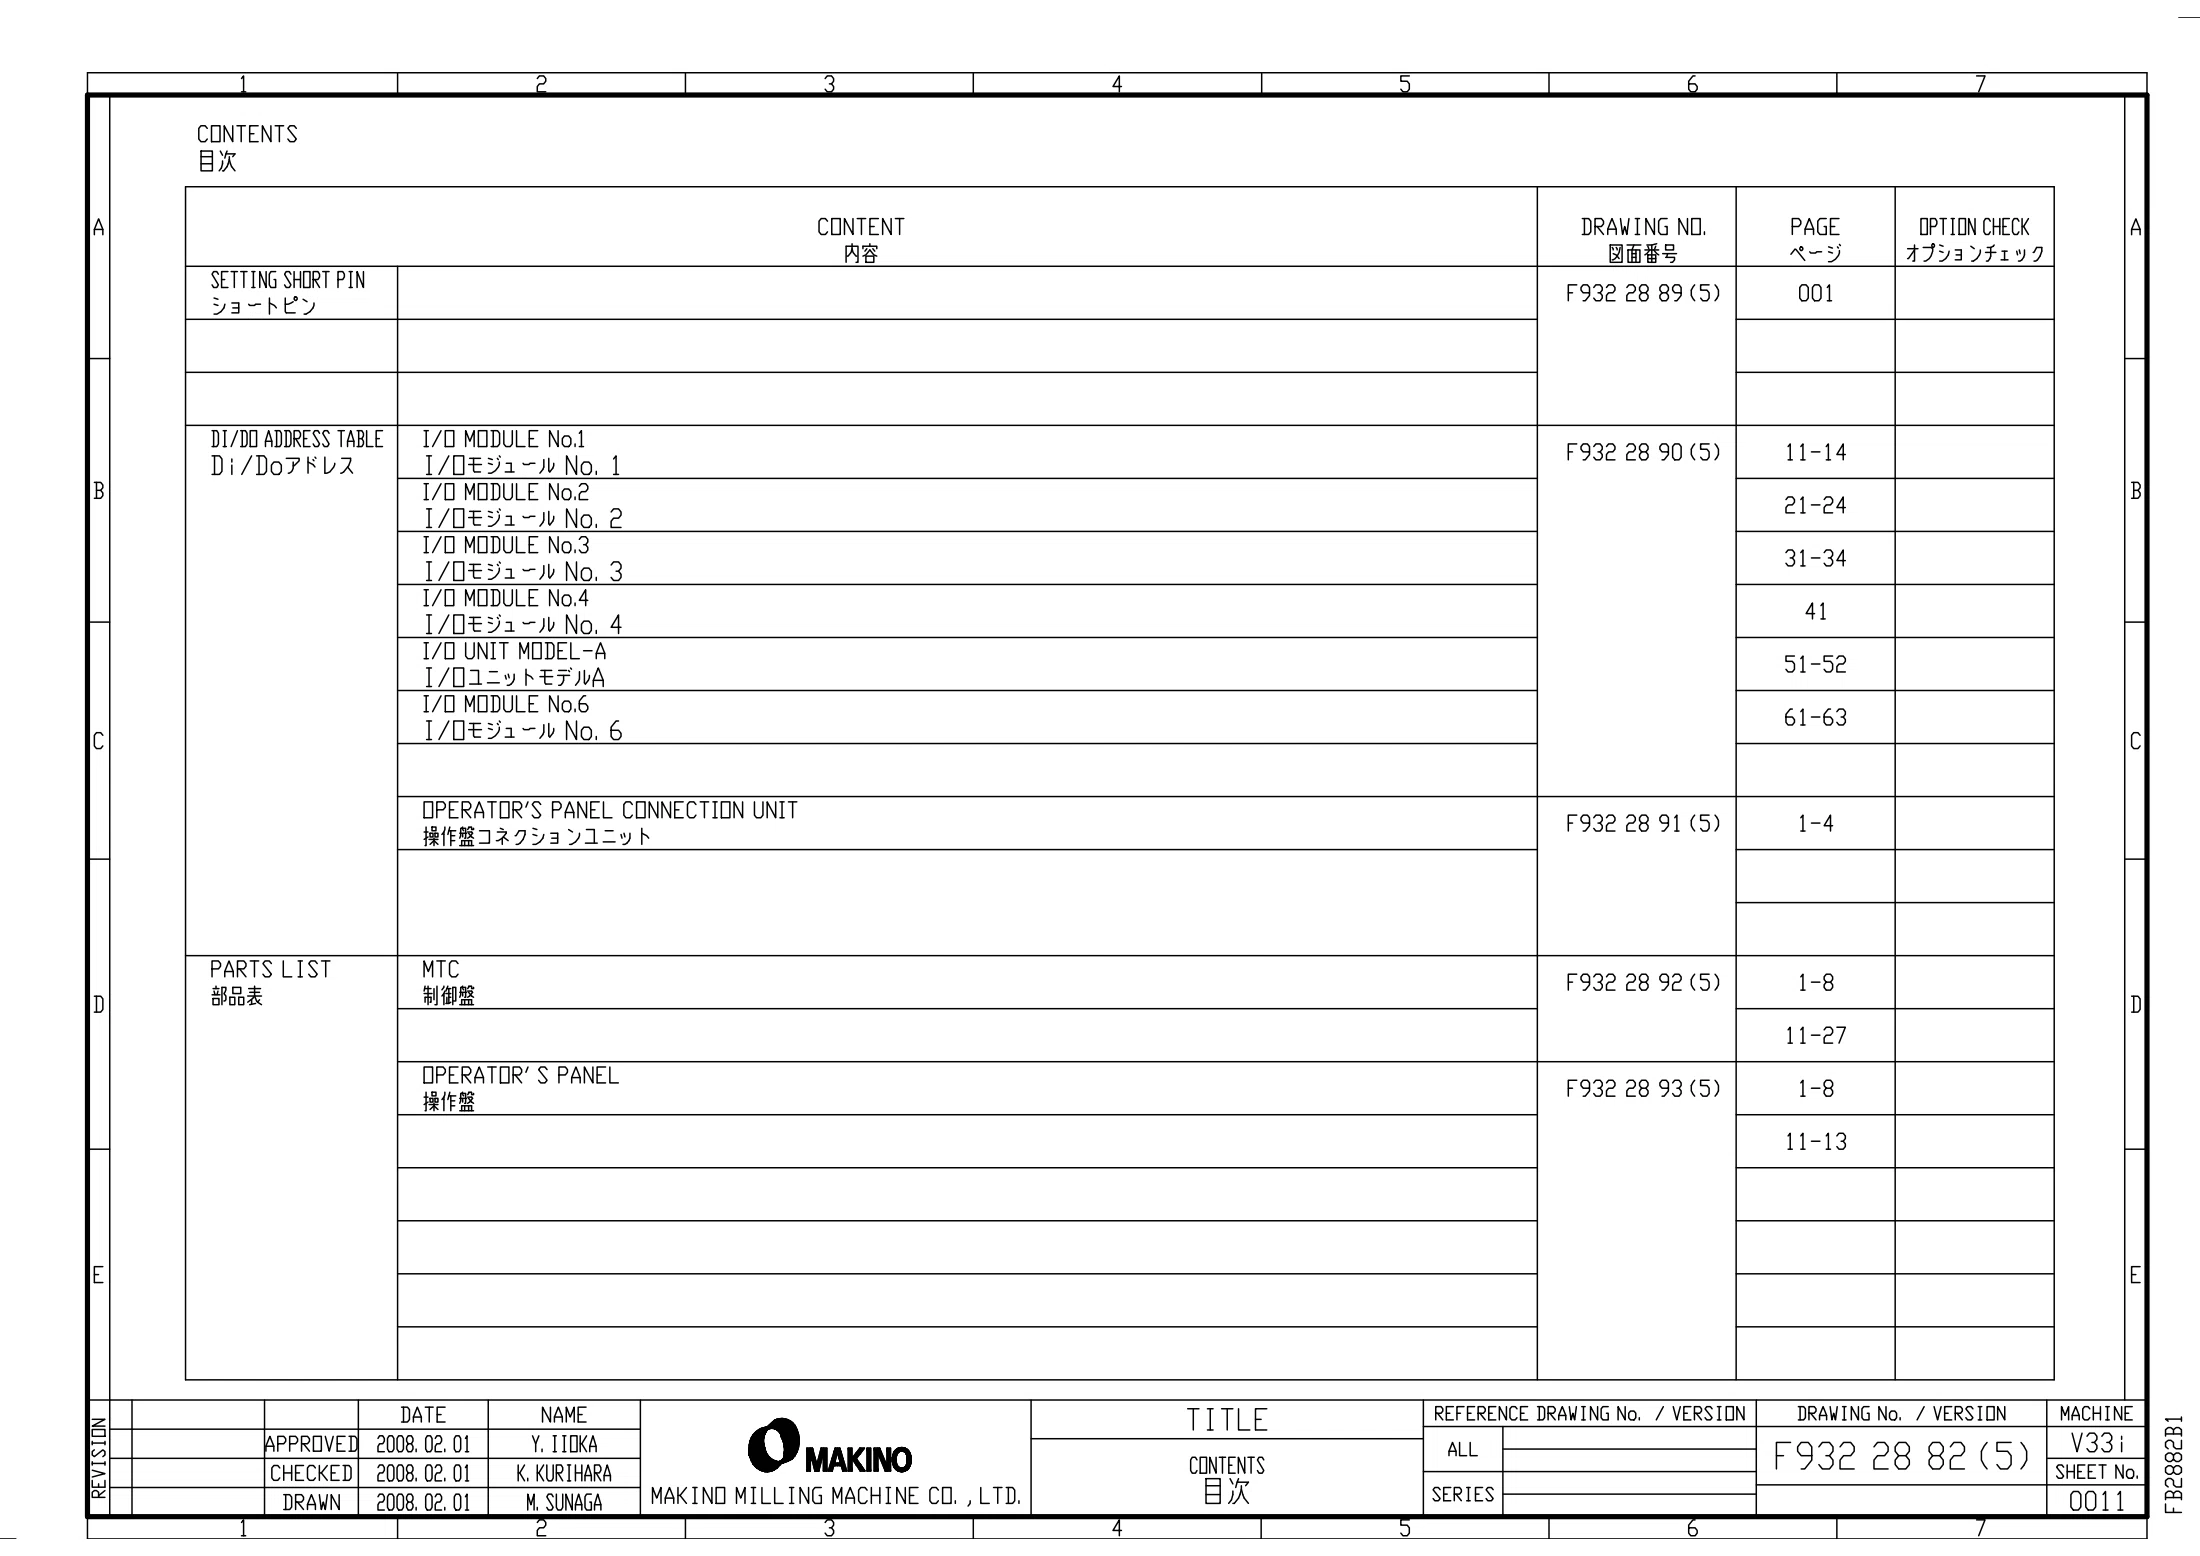 1 2 3 4 5 6 7
CONTENTS
目次
CONTENT DRAWING NO. PAGE OPTION CHECK
内容 図面番号 ページ オプションチェック
A A
SETTING SHORT PIN
ショートピン
F932 28 89(5) 001
DI/DO ADDRESS TABLE
Di/Doアドレス
I/O MODULE No.1
I/Oモジュール No. 1
F932 28 90(5) 11-14
B B
I/O MODULE No.2
I/Oモジュール No. 2
21-24
I/O MODULE No.3
I/Oモジュール No. 3
31-34
I/O MODULE No.4
I/Oモジュール No. 4
41
I/O UNIT MODEL-A
I/OユニットモデルA
51-52
I/O MODULE No.6
I/Oモジュール No. 6
61-63
C C
OPERATOR'S PANEL CONNECTION UNIT
操作盤コネクションユニット
F932 28 91(5) 1-4
PARTS LIST
部品表
MTC
制御盤
F932 28 92(5) 1-8
D D
11-27
OPERATOR'S PANEL
操作盤
F932 28 93(5) 1-8
11-13
E E
REVISION
DATE NAME
APPROVED 2008.02.01 Y. IIOKA
CHECKED 2008.02.01 K. KURIHARA
DRAWN 2008.02.01 M. SUNAGA
MAKINO
MAKINO MILLING MACHINE CO.,LTD.
TITLE
CONTENTS
目次
REFERENCE DRAWING No. / VERSION
ALL
SERIES
DRAWING No. / VERSION
F932 28 82(5)
MACHINE
V33i
SHEET No.
0011
FB2882B1
1 2 3 4 5 6 7